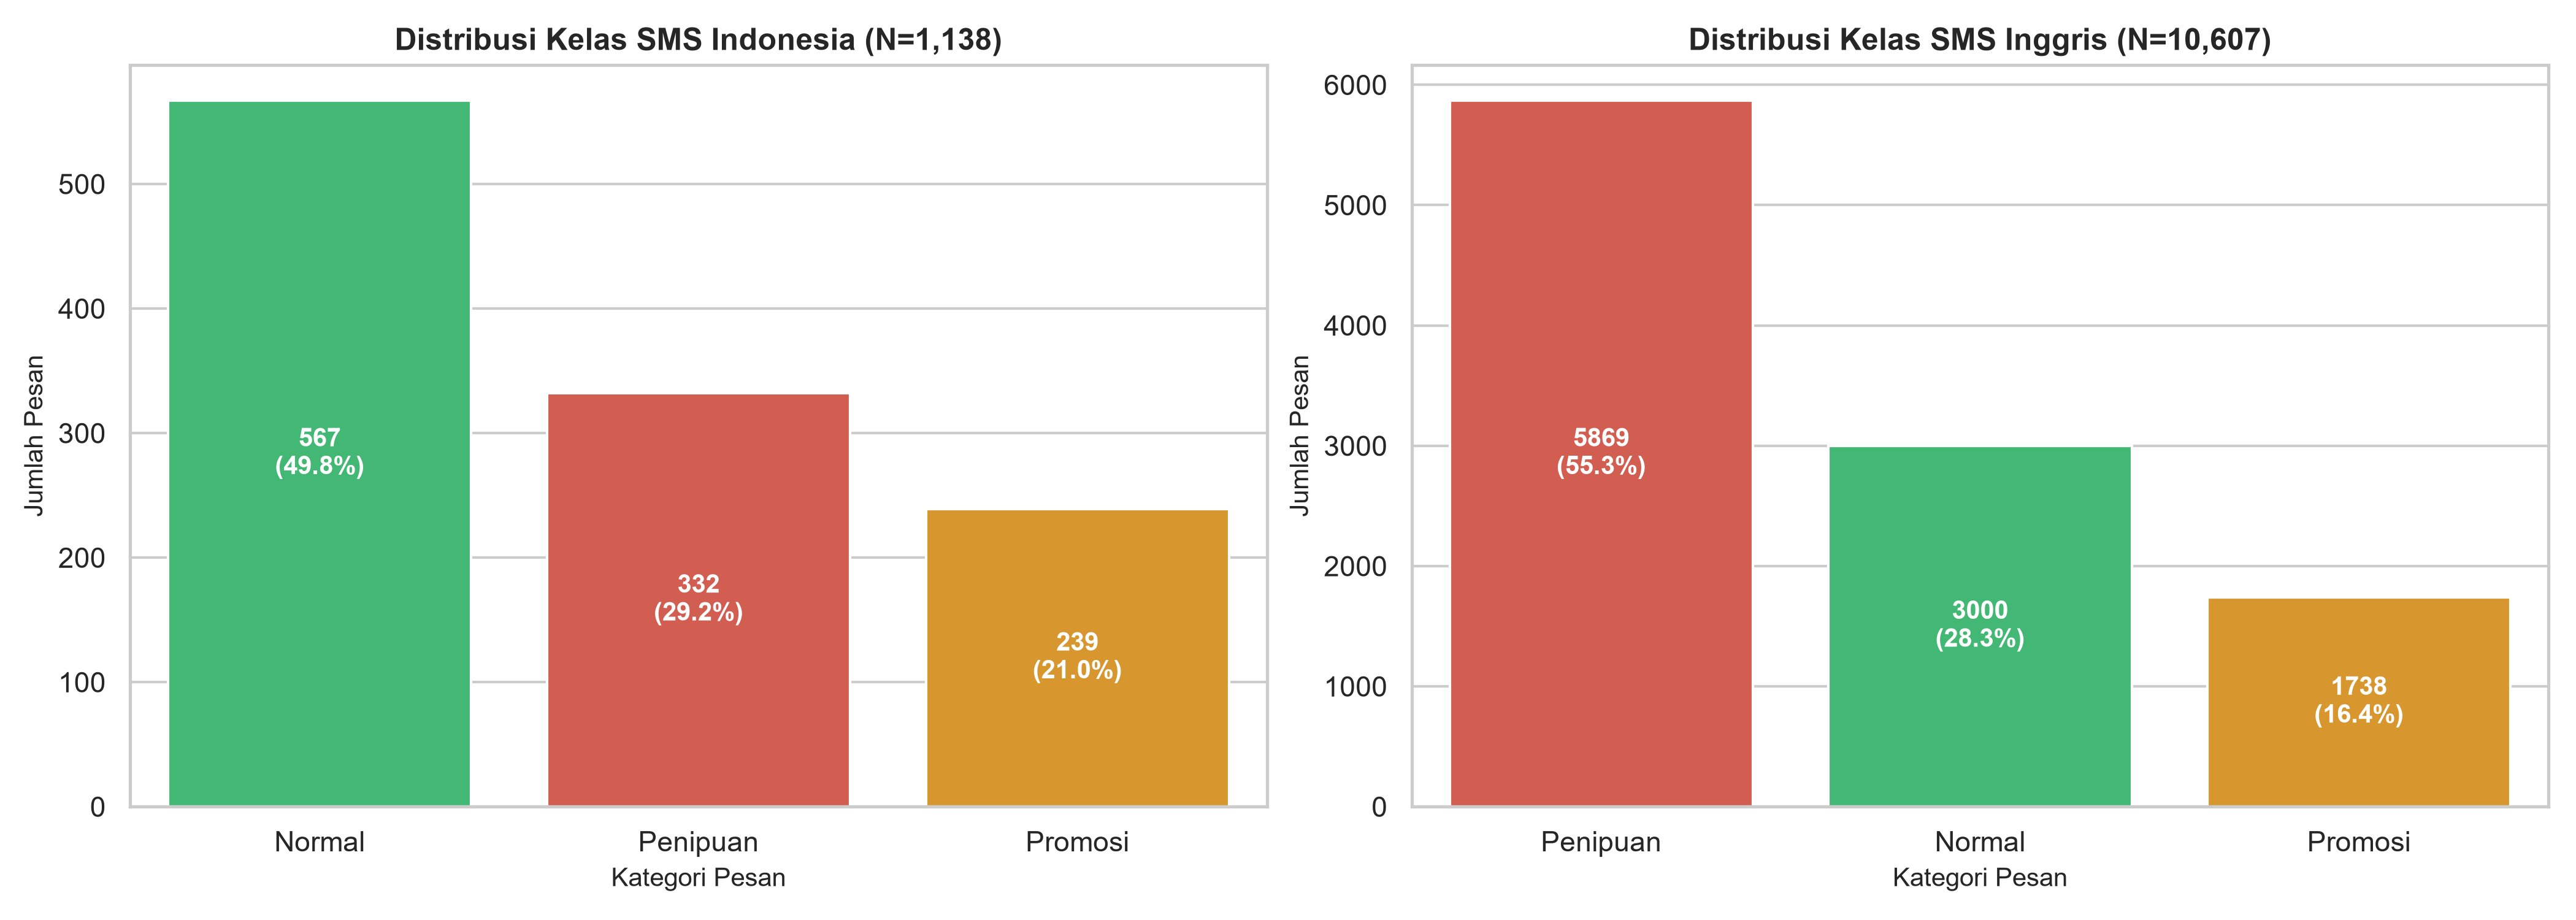 Distribusi Kelas SMS Indonesia (N=1,138)
Jumlah Pesan
500
400
300
200
100
0
567
(49.8%)
332
(29.2%)
239
(21.0%)
Normal
Penipuan
Promosi
Kategori Pesan
Distribusi Kelas SMS Inggris (N=10,607)
Jumlah Pesan
6000
5000
4000
3000
2000
1000
0
5869
(55.3%)
3000
(28.3%)
1738
(16.4%)
Penipuan
Normal
Promosi
Kategori Pesan